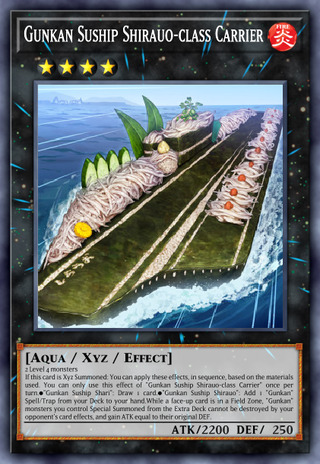 Gunkan Suship Shirauo-class Carrier
FIRE
炎
[Aqua / Xyz / Effect]
2 Level 4 monsters
If this card is Xyz Summoned: You can apply these effects, in sequence, based on the materials
used. You can only use this effect of "Gunkan Suship Shirauo-class Carrier" once per
turn.●"Gunkan Suship Shari": Draw 1 card.●"Gunkan Suship Shirauo": Add 1 "Gunkan"
Spell/Trap from your Deck to your hand.While a face-up card is in a Field Zone, "Gunkan"
monsters you control Special Summoned from the Extra Deck cannot be destroyed by your
opponent's card effects, and gain ATK equal to their original DEF.
ATK/2200 DEF/ 250